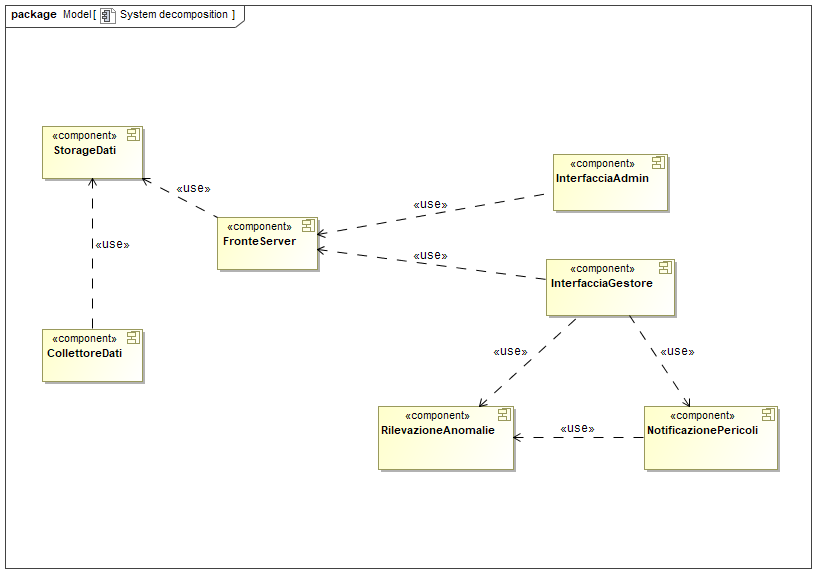 package Model [ System decomposition ]
«component»
StorageDati
«use»
«component»
InterfacciaAdmin
«use»
«component»
FronteServer
«use»
«use»
«component»
InterfacciaGestore
«component»
CollettoreDati
«use»
«use»
«component»
RilevazioneAnomalie
«use»
«component»
NotificazionePericoli